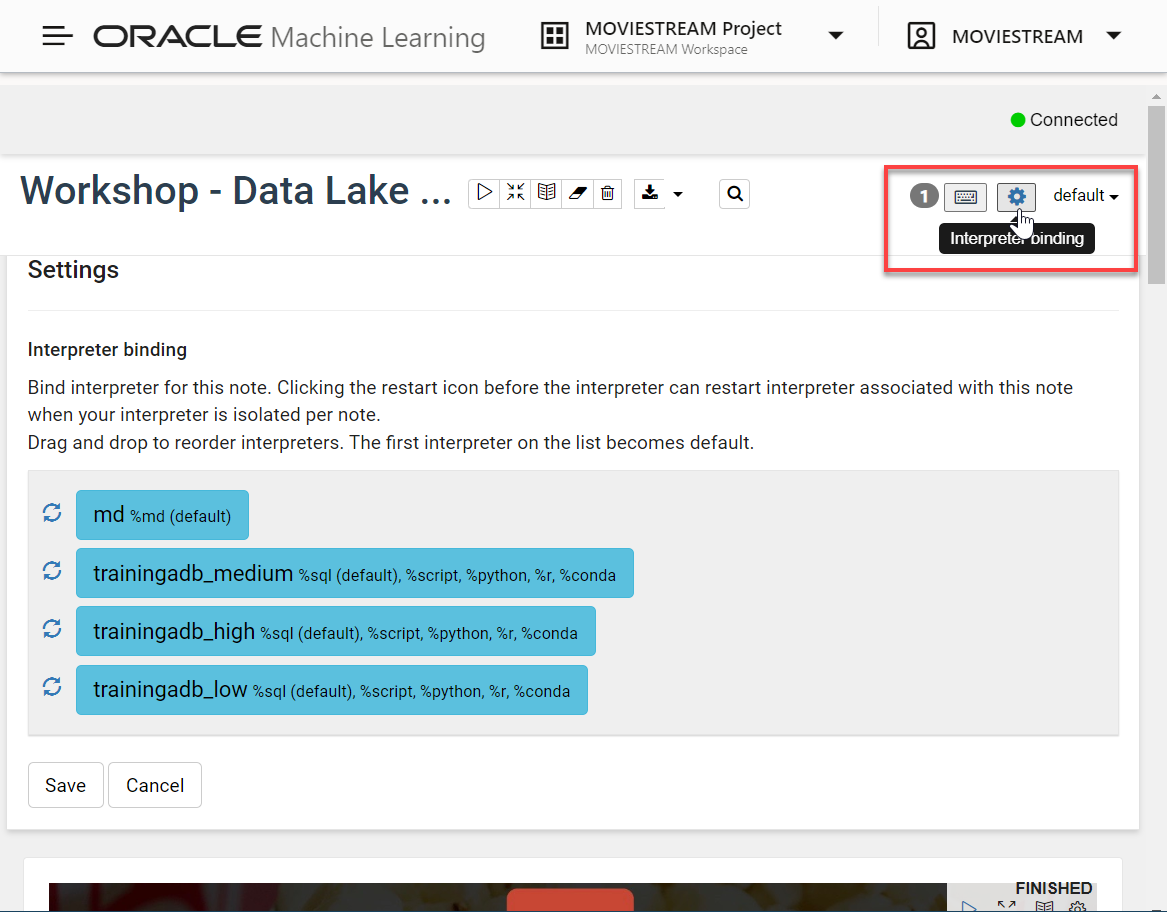 ORACLE Machine Learning
MOVIESTREAM Project
MOVIESTREAM Workspace
MOVIESTREAM
Connected
Workshop - Data Lake ...
1
default
Interpreter binding
Settings
Interpreter binding
Bind interpreter for this note. Clicking the restart icon before the interpreter can restart interpreter associated with this note
when your interpreter is isolated per note.
Drag and drop to reorder interpreters. The first interpreter on the list becomes default.
md %md (default)
trainingadb_medium %sql (default), %script, %python, %r, %conda
trainingadb_high %sql (default), %script, %python, %r, %conda
trainingadb_low %sql (default), %script, %python, %r, %conda
Save
Cancel
FINISHED